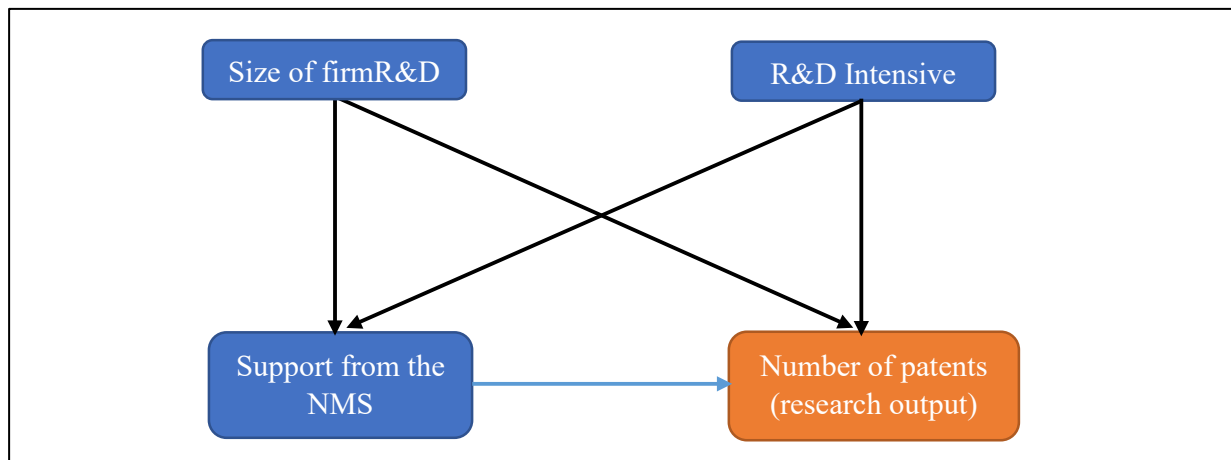 Size of firmR&D
R&D Intensive
Support from the
NMS
Number of patents
(research output)